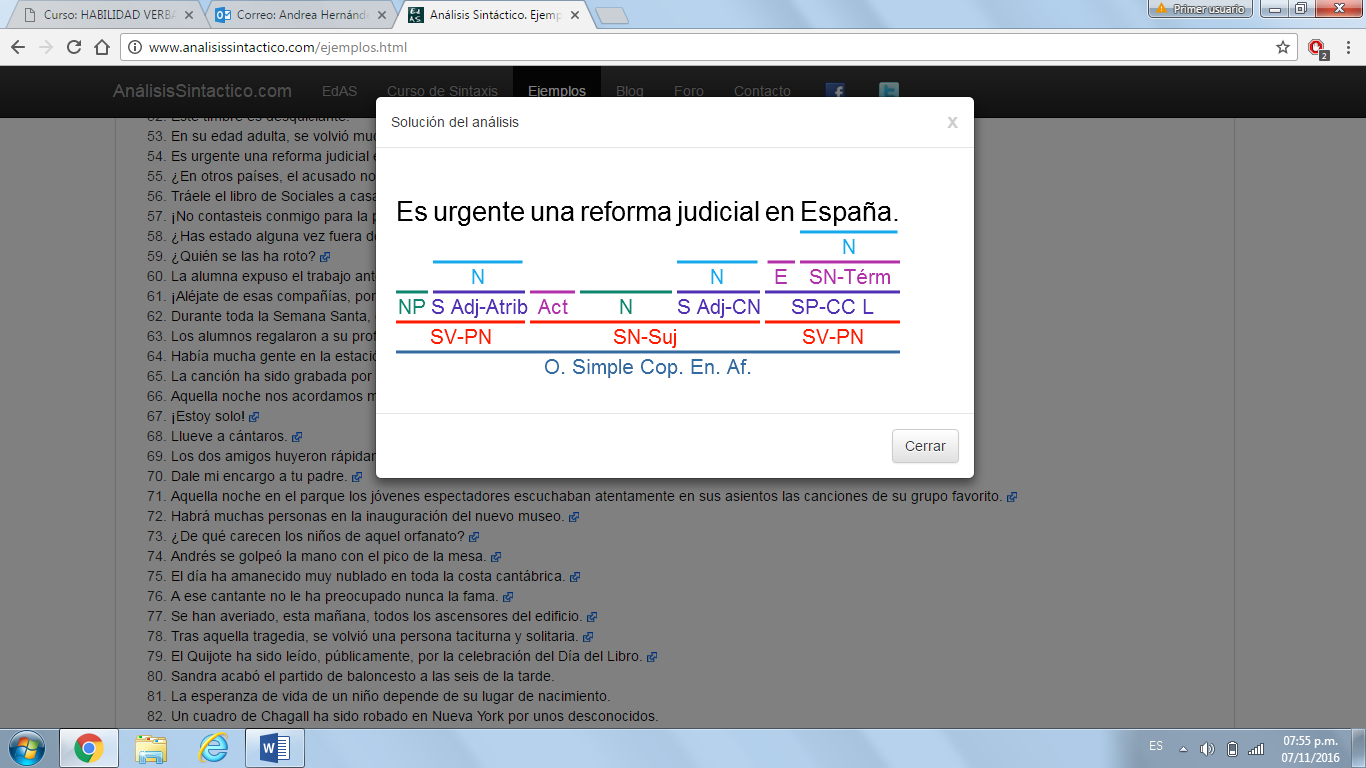 Curso: HABILIDAD VERBA
Correo: Andrea Hernánde
Análisis Sintáctico. Ejemp
Primer usuario
www.analisissintactico.com/ejemplos.html
2
AnálisisSintactico.com EdAS Curso de Sintaxis Ejemplos Blog Foro Contacto
52. Este timbre es desquiciante.
53. En su edad adulta, se volvió muc
54. Es urgente una reforma judicial e
55. ¿En otros países, el acusado no
56. Tráele el libro de Sociales a casa
57. ¡No contasteis conmigo para la p
58. ¿Has estado alguna vez fuera de
59. ¿Quién se las ha roto?
60. La alumna expuso el trabajo ante
61. ¡Aléjate de esas compañías, por
62. Durante toda la Semana Santa,
63. Los alumnos regalaron a su prof
64. Había mucha gente en la estació
65. La canción ha sido grabada por
66. Aquella noche nos acordamos m
67. ¡Estoy solo!
68. Llueve a cántaros.
69. Los dos amigos huyeron rápidam
70. Dale mi encargo a tu padre.
71. Aquella noche en el parque los jóvenes espectadores escuchaban atentamente en sus asientos las canciones de su grupo favorito.
72. Habrá muchas personas en la inauguración del nuevo museo.
73. ¿De qué carecen los niños de aquel orfanato?
74. Andrés se golpeó la mano con el pico de la mesa.
75. El día ha amanecido muy nublado en toda la costa cantábrica.
76. A ese cantante no le ha preocupado nunca la fama.
77. Se han averiado, esta mañana, todos los ascensores del edificio.
78. Tras aquella tragedia, se volvió una persona taciturna y solitaria.
79. El Quijote ha sido leído, públicamente, por la celebración del Día del Libro.
80. Sandra acabó el partido de baloncesto a las seis de la tarde.
81. La esperanza de vida de un niño depende de su lugar de nacimiento.
82. Un cuadro de Chagall ha sido robado en Nueva York por unos desconocidos.
Solución del análisis
x
Es urgente una reforma judicial en España.
N
N N E SN-Térm
NP S Adj-Atrib Act N S Adj-CN SP-CC L
SV-PN SN-Suj SV-PN
O. Simple Cop. En. Af.
Cerrar
ES
07:55 p.m.
07/11/2016